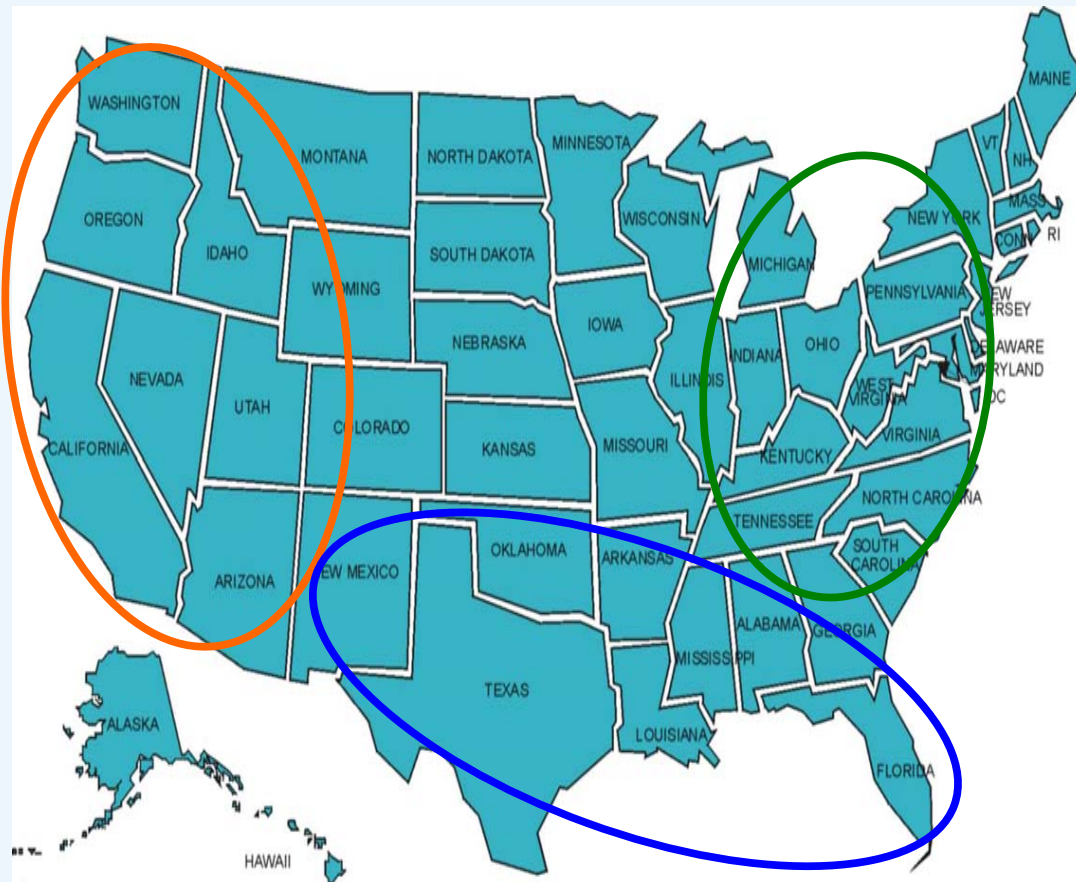 WASHINGTON
MONTANA
NORTH DAKOTA
MINNESOTA
MAINE
VT
NH
OREGON
IDAHO
WYOMING
SOUTH DAKOTA
WISCONSIN
MICHIGAN
NEW YORK
MASS
RI
CONN
NEVADA
UTAH
COLORADO
NEBRASKA
IOWA
ILLINOIS
INDIANA
OHIO
PENNSYLVANIA
NEW
JERSEY
DELAWARE
MARYLAND
DC
CALIFORNIA
KANSAS
MISSOURI
KENTUCKY
WEST
VIRGINIA
VIRGINIA
ARIZONA
EW MEXICO
OKLAHOMA
ARKANSAS
TENNESSEE
NORTH CAROLINA
SOUTH
CAROLINA
TEXAS
LOUISIANA
MISSISSIPPI
ALABAMA
GEORGIA
FLORIDA
ALASKA
HAWAII